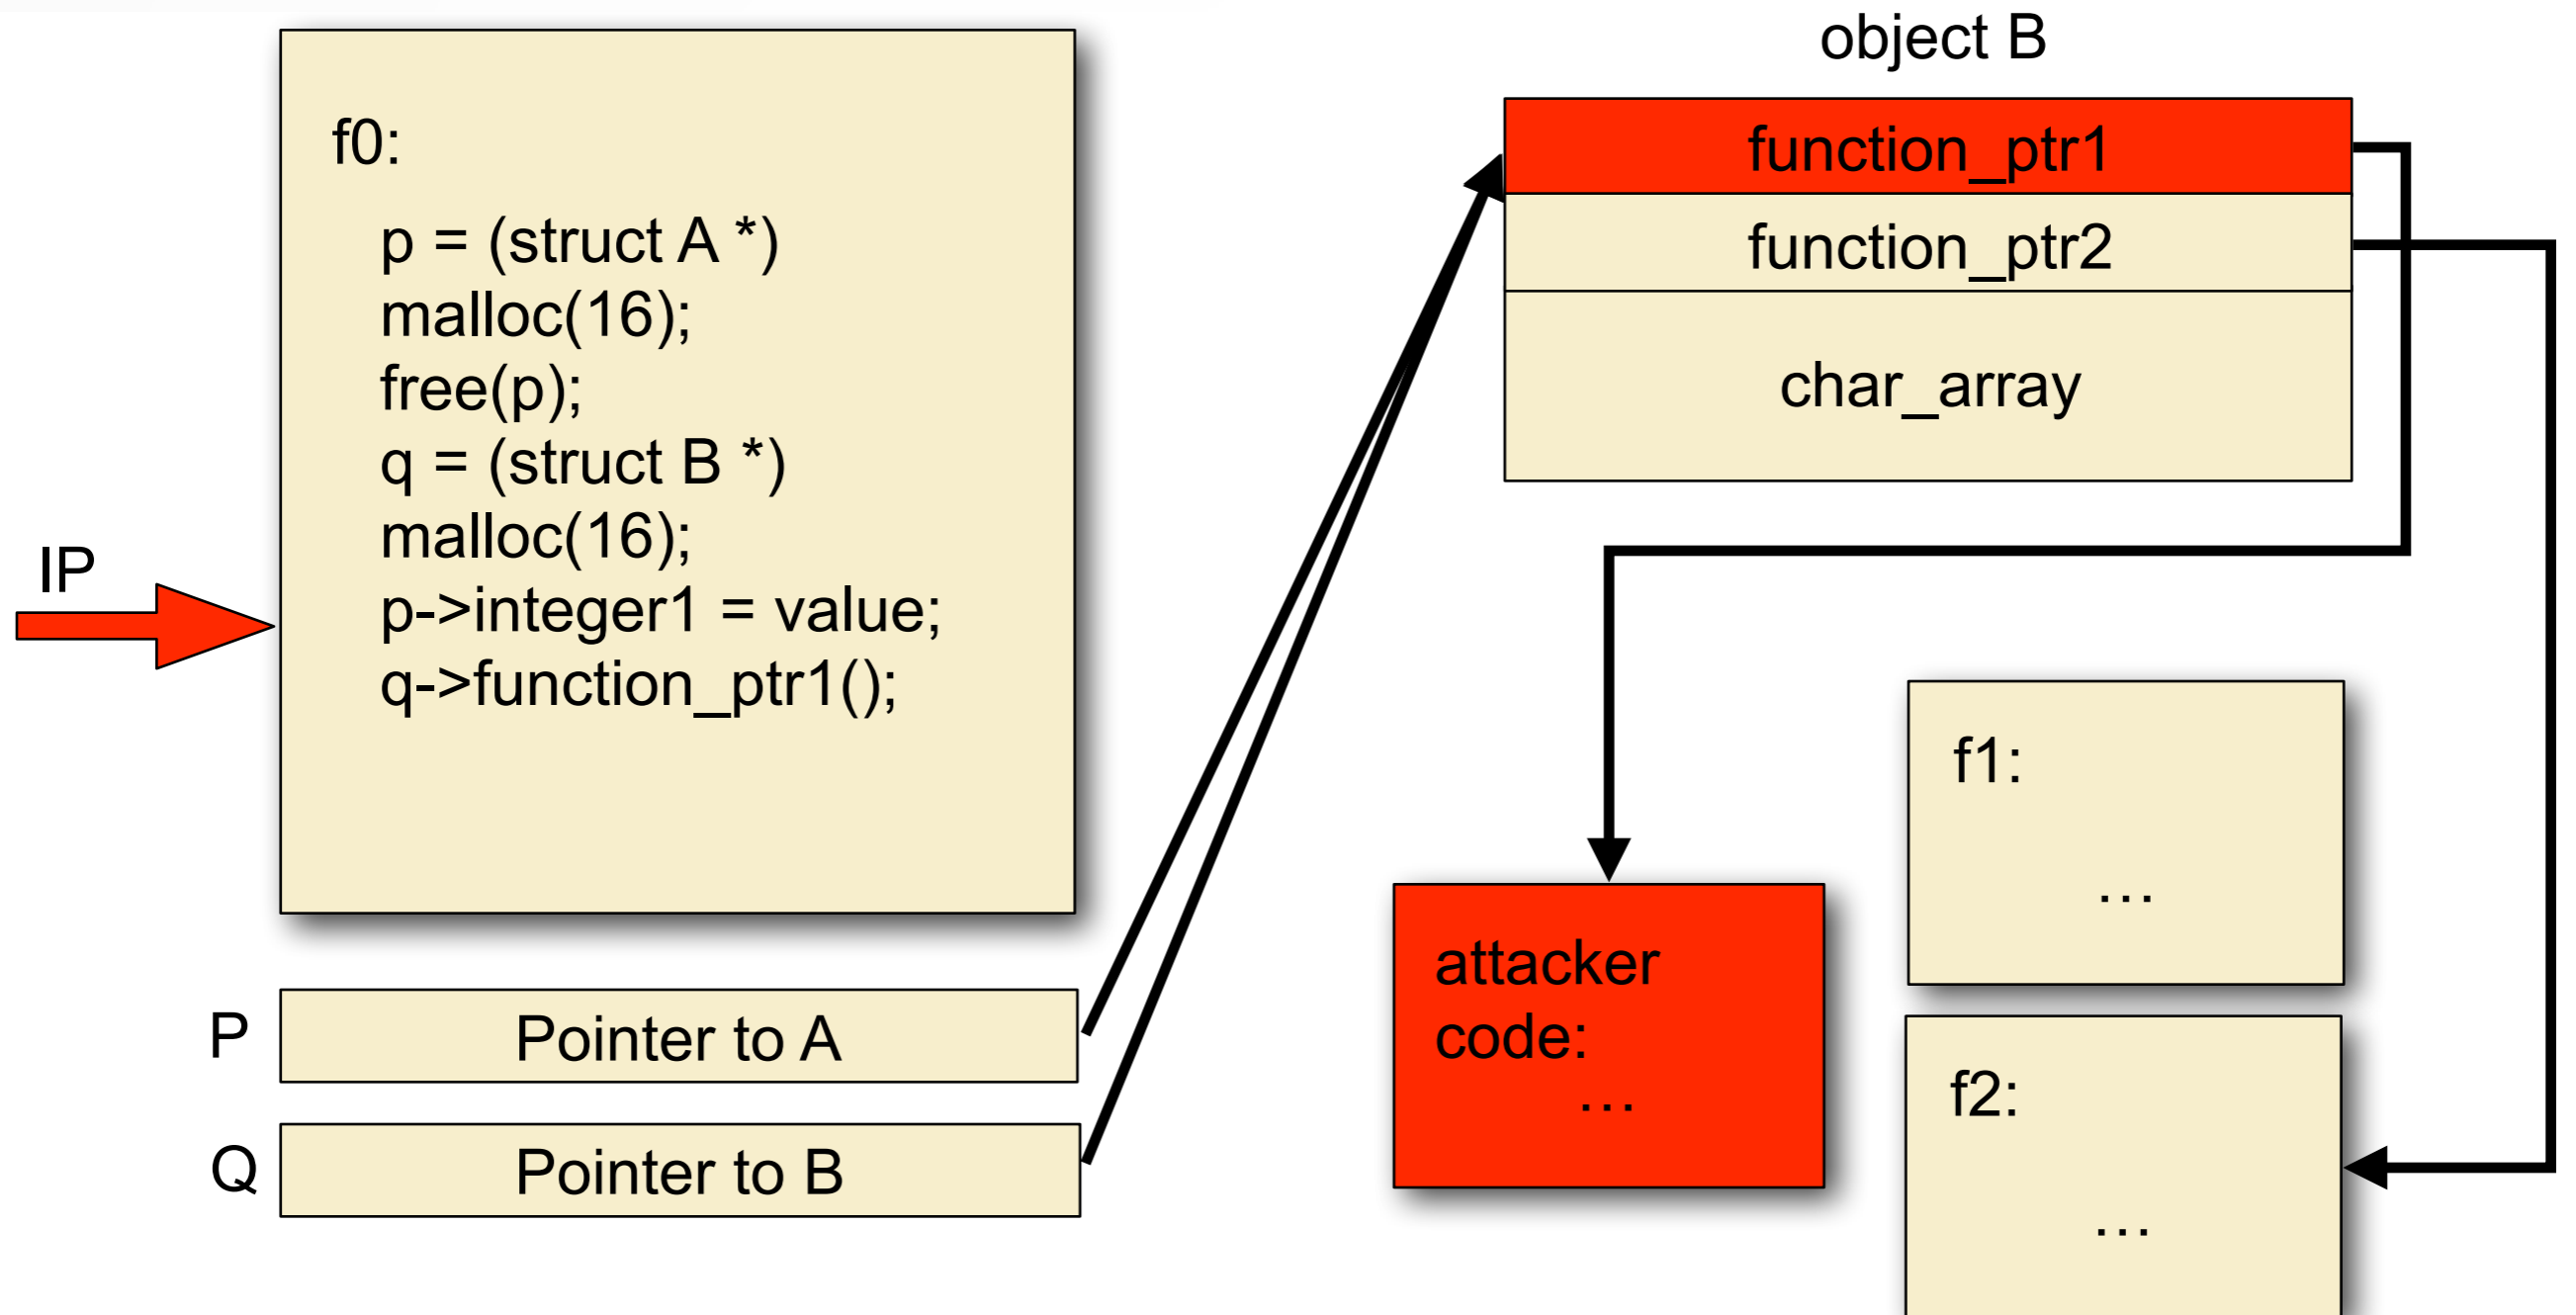 object B
f0:
p = (struct A *)
malloc(16);
free(p);
q = (struct B *)
malloc(16);
p->integer1 = value;
q->function_ptr1();
IP
function_ptr1
function_ptr2
char_array
P
Pointer to A
Q
Pointer to B
attacker
code:
...
f1:
...
f2:
...